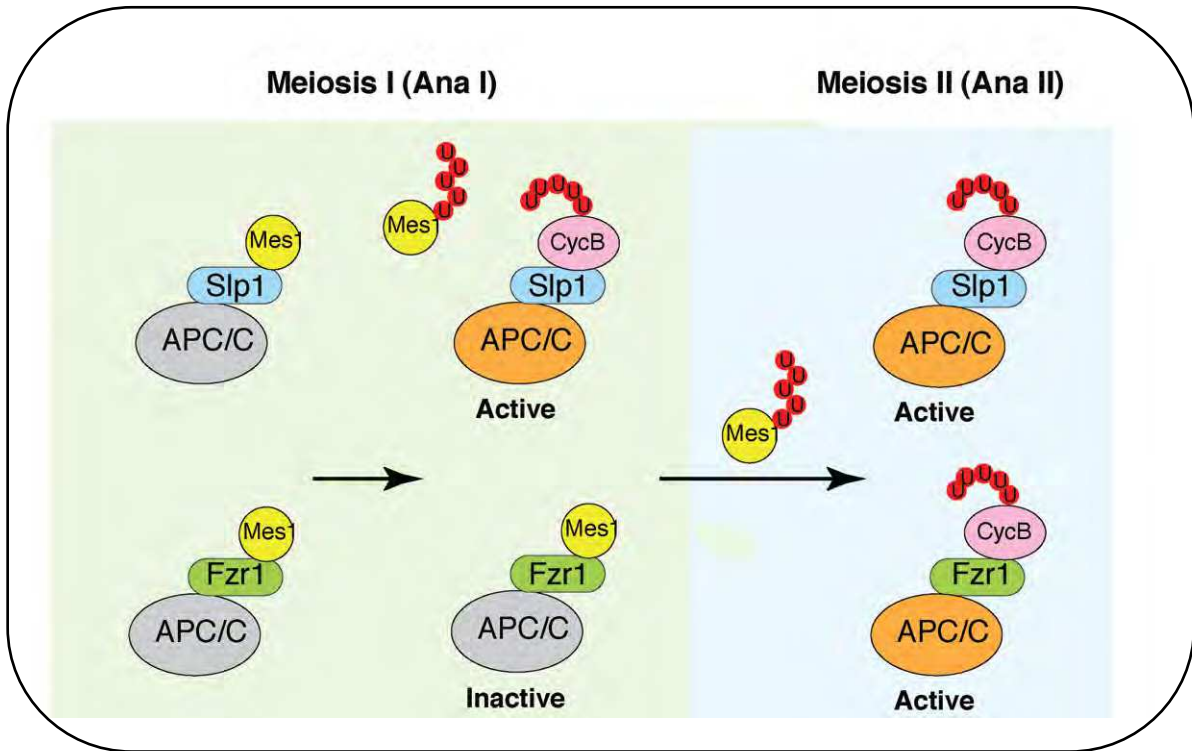 Meiosis I (Ana I)
Meiosis II (Ana II)
Mes1
Slp1
APC/C
Mes1
U
U
U
U
U
U
U
U
U
U
CycB
Slp1
APC/C
Active
U
U
U
U
U
CycB
Slp1
APC/C
Active
Mes1
U
U
U
U
U
Mes1
Fzr1
APC/C
Mes1
Fzr1
APC/C
Inactive
U
U
U
U
U
CycB
Fzr1
APC/C
Active